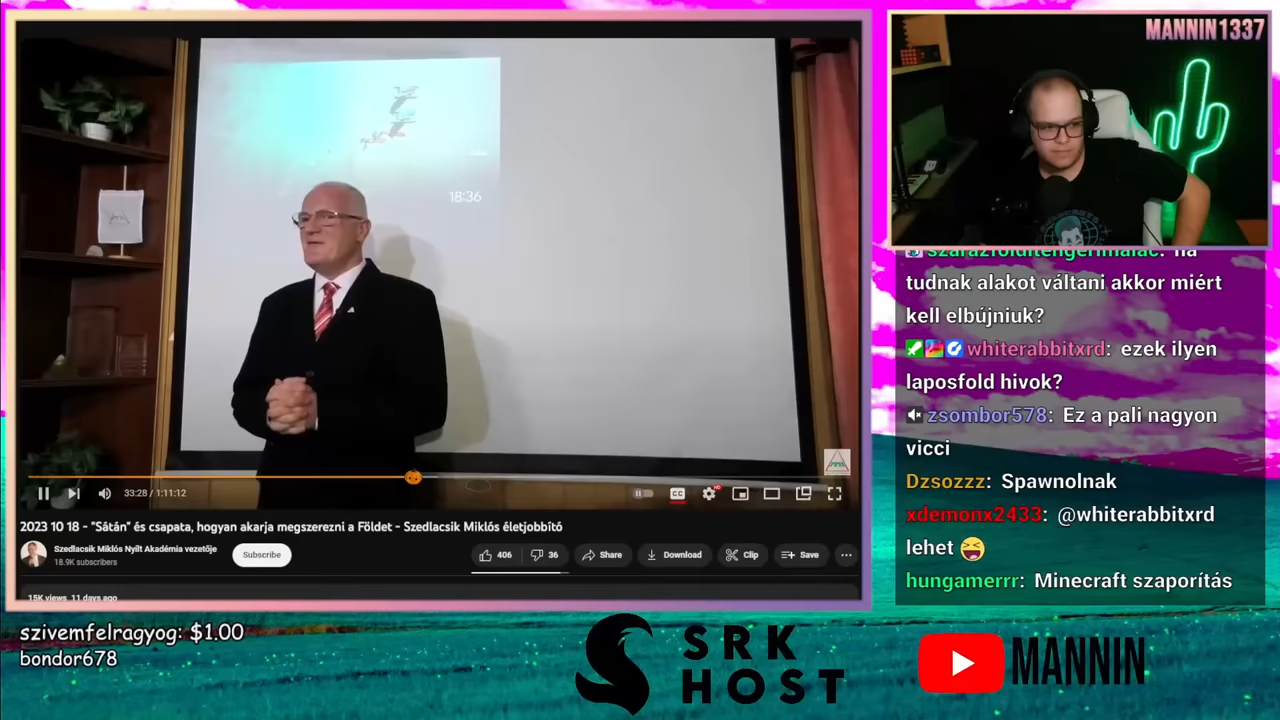 MANNIN1337
18:36
33:28 / 1:11:12
CC
HD
2023 10 18 - "Sátán" és csapata, hogyan akarja megszerezni a Földet - Szedlacsik Miklós életjobbító
Szedlacsik Miklós Nyílt Akadémia vezetője
18.9K subscribers
Subscribe
406
36
Share
Download
Clip
Save
15K views 11 days ago
szárazfölditengerimalac: ha
tudnak alakot váltani akkor miért
kell elbújniuk?
whiterabbitxrd: ezek ilyen
laposfold hivok?
zsombor578: Ez a pali nagyon
vicci
Dzsozzz: Spawnolnak
xdemonx2433: @whiterabbitxrd
lehet
hungamerrr: Minecraft szaporítás
szivemfelragyog: $1.00
bondor678
SRK
HOST
MANNIN